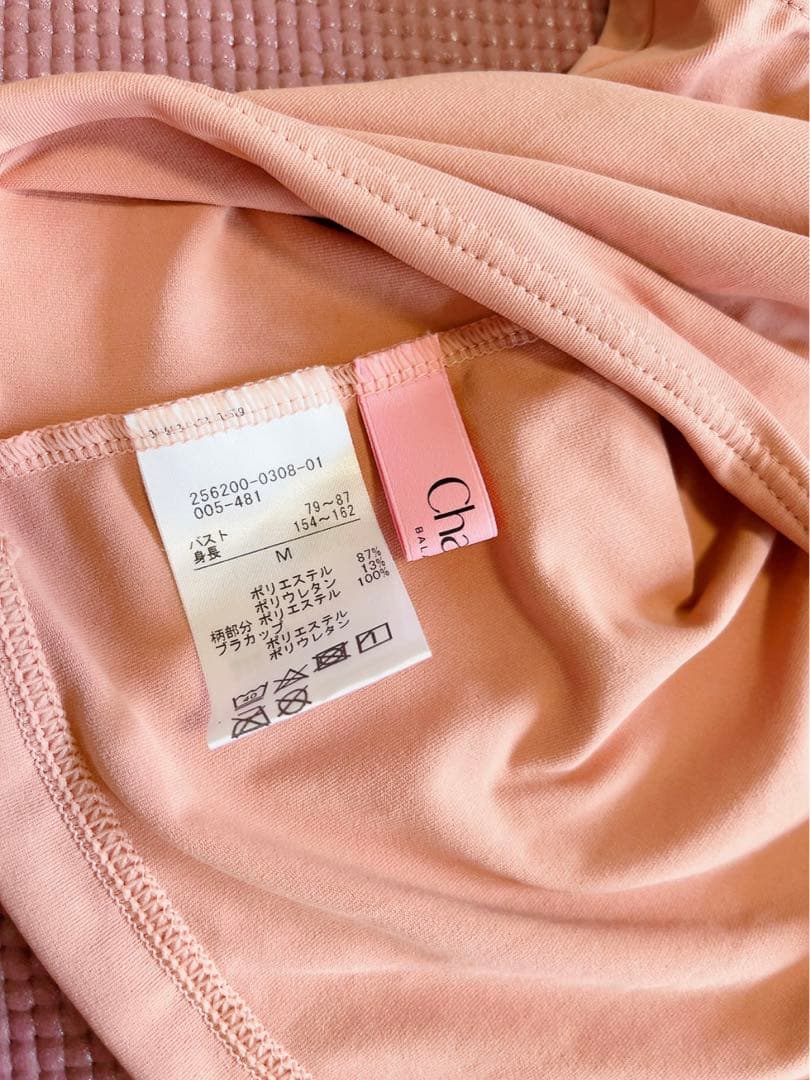 256200-0308-01
005-481
バスト 79～87
身長 154～162
M
ポリエステル 87%
ポリウレタン 13%
柄部分 ポリエステル 100%
ブラカップ ポリエステル
ポリウレタン
40
1
Cha
BAL